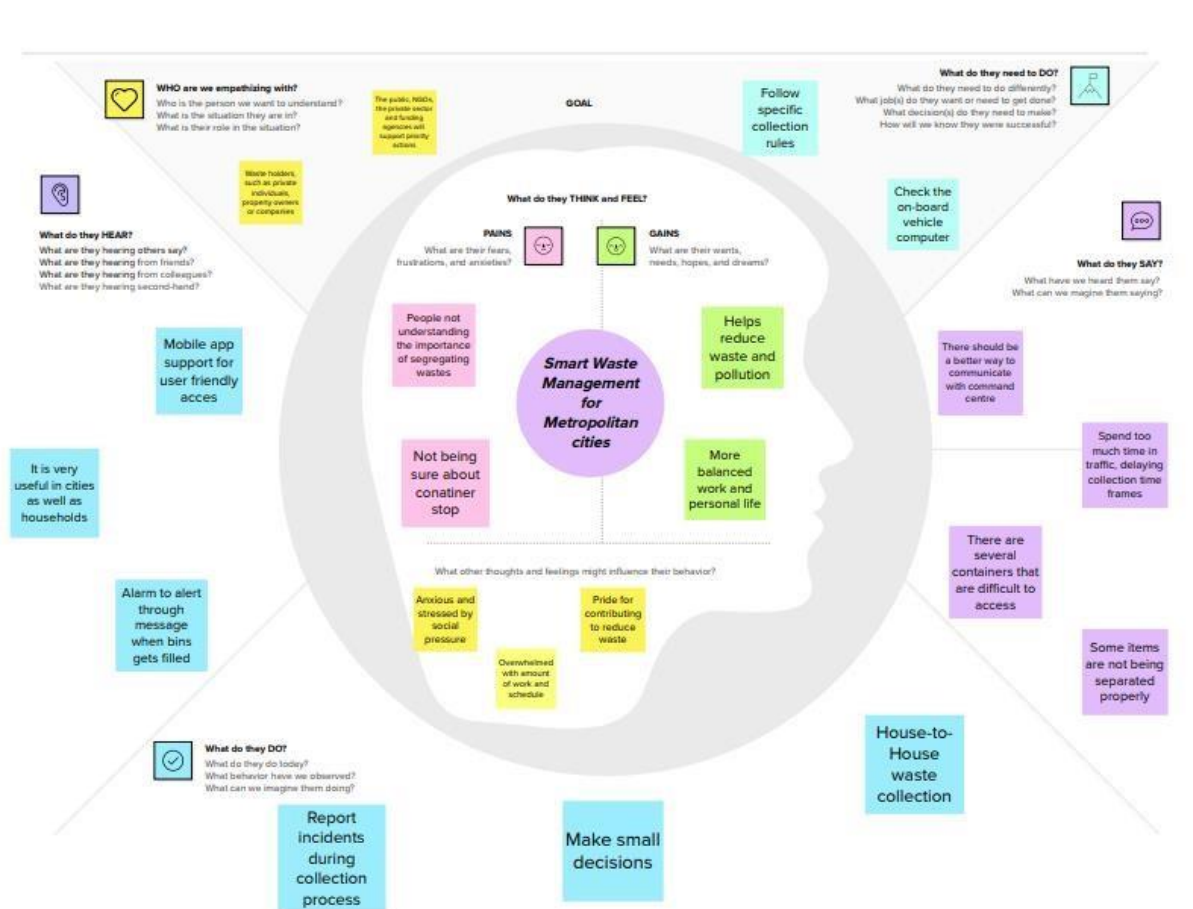 WHO are we empathizing with?
Who is the person we want to understand?
What is the situation they are in?
What is their role in the situation?
The public, NGOs,
the private sector
and funding
agencies will
support priority
actions
Waste holders,
such as private
individuals,
property owners
or companies
GOAL
Follow
specific
collection
rules
What do they need to DO?
What do they need to do differently?
What job(s) do they want or need to get done?
What decision(s) do they need to make?
How will we know they were successful?
Check the
on-board
vehicle
computer
What do they HEAR?
What are they hearing others say?
What are they hearing from friends?
What are they hearing from colleagues?
What are they hearing second-hand?
Mobile app
support for
user friendly
acces
It is very
useful in cities
as well as
households
Alarm to alert
through
message
when bins
gets filled
What do they THINK and FEEL?
PAINS
What are their fears,
frustrations, and anxieties?
GAINS
What are their wants,
needs, hopes, and dreams?
People not
understanding
the importance
of segregating
wastes
Not being
sure about
conatiner
stop
Smart Waste
Management
for
Metropolitan
cities
Helps
reduce
waste and
pollution
More
balanced
work and
personal life
What other thoughts and feelings might influence their behavior?
Anxious and
stressed by
social
pressure
Overwhelmed
with amount
of work and
schedule
Pride for
contributing
to reduce
waste
What do they SAY?
What have we heard them say?
What can we magine them saying?
There should be
a better way to
communicate
with command
centre
Spend too
much time in
traffic, delaying
collection time
frames
There are
several
containers that
are difficult to
access
Some items
are not being
separated
properly
What do they DO?
What do they do today?
What behavior have we observed?
What can we imagine them doing?
Report
incidents
during
collection
process
Make small
decisions
House-to-
House
waste
collection